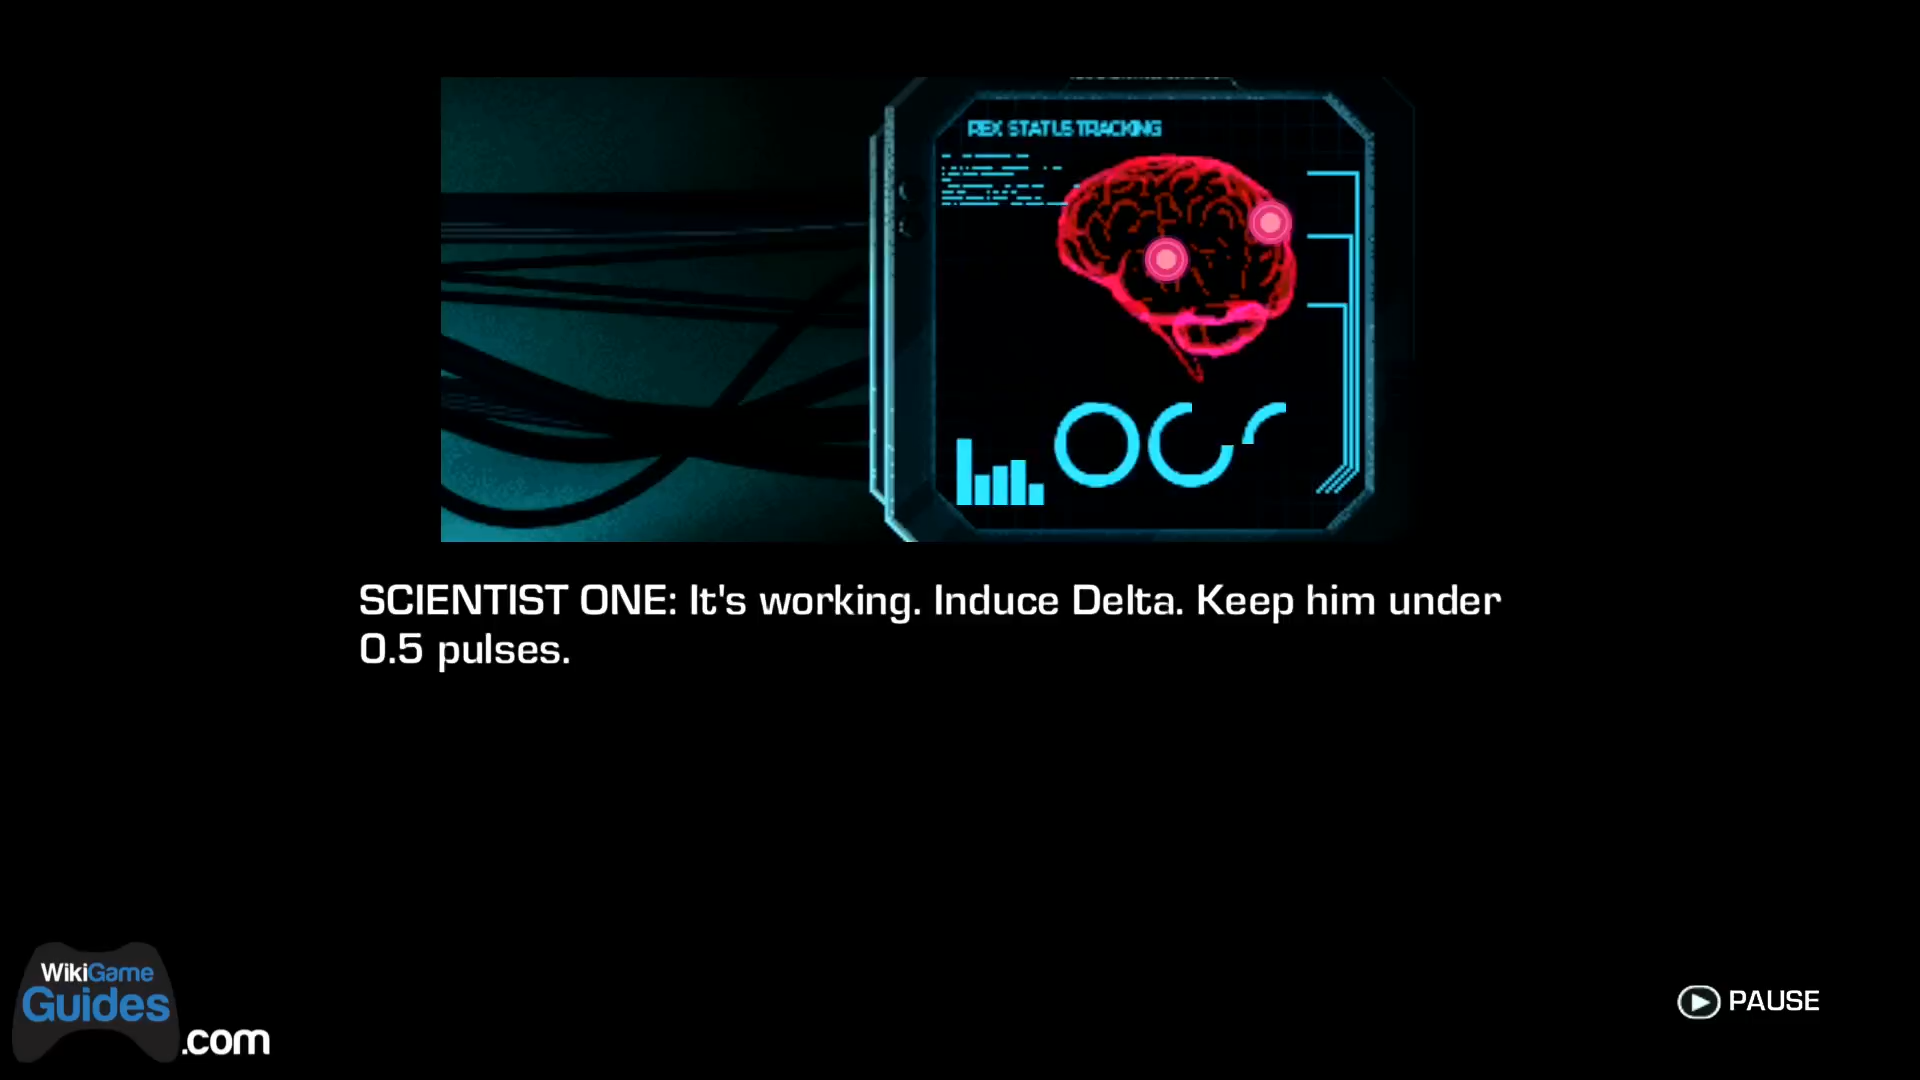 REX STATUS TRACKING
SCIENTIST ONE: It's working. Induce Delta. Keep him under
0.5 pulses.
WikiGame
Guides
.com
PAUSE